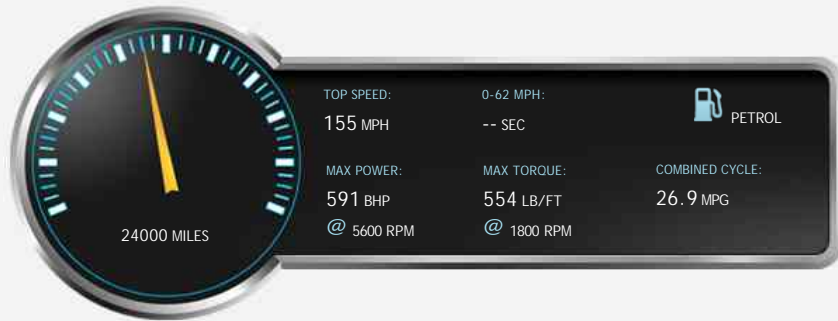 TOP SPEED:
155 MPH
0-62 MPH:
-- SEC
PETROL
MAX POWER:
591 BHP
@ 5600 RPM
MAX TORQUE:
554 LB/FT
@ 1800 RPM
COMBINED CYCLE:
26.9 MPG
24000 MILES